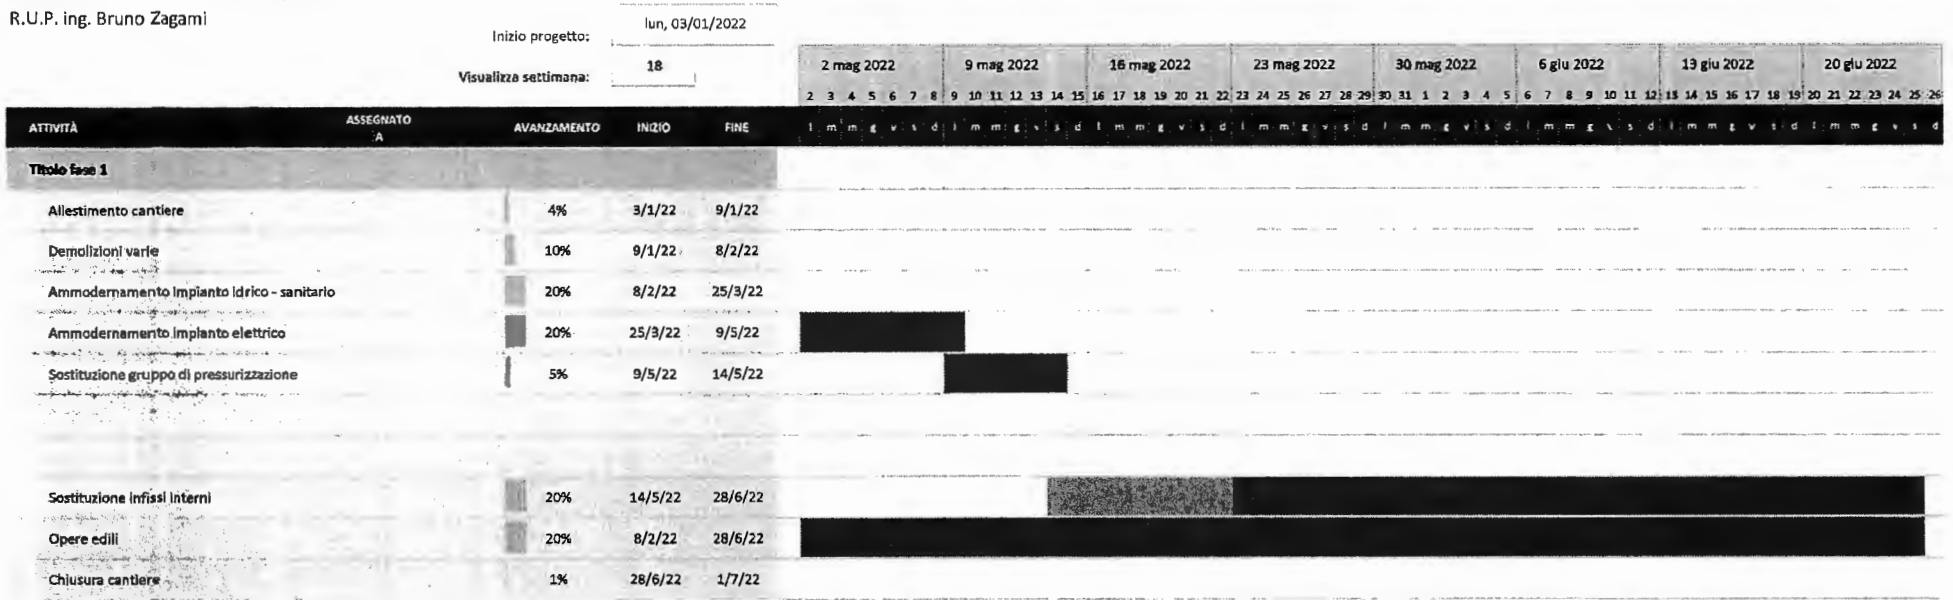 R.U.P. ing. Bruno Zagami
Inizio progetto: lun, 03/01/2022
Visualizza settimana: 18
2 mag 2022 9 mag 2022 16 mag 2022 23 mag 2022 30 mag 2022 6 giu 2022 13 giu 2022 20 giu 2022
2 3 4 5 6 7 8 9 10 11 12 13 14 15 16 17 18 19 20 21 22 23 24 25 26 27 28 29 30 31 1 2 3 4 5 6 7 8 9 10 11 12 13 14 15 16 17 18 19 20 21 22 23 24 25 26
ATTIVITÀ ASSEGNATO A AVANZAMENTO INIZIO FINE l m m g v s d l m m g v s d l m m g v s d l m m g v s d l m m g v s d l m m g v s d l m m g v s d l m m g v s d
Titolo fase 1
Allestimento cantiere 4% 3/1/22 9/1/22
Demolizioni varie 10% 9/1/22 8/2/22
Ammodernamento impianto idrico - sanitario 20% 8/2/22 25/3/22
Ammodernamento impianto elettrico 20% 25/3/22 9/5/22
Sostituzione gruppo di pressurizzazione 5% 9/5/22 14/5/22
Sostituzione infissi interni 20% 14/5/22 28/6/22
Opere edili 20% 8/2/22 28/6/22
Chiusura cantiere 1% 28/6/22 1/7/22